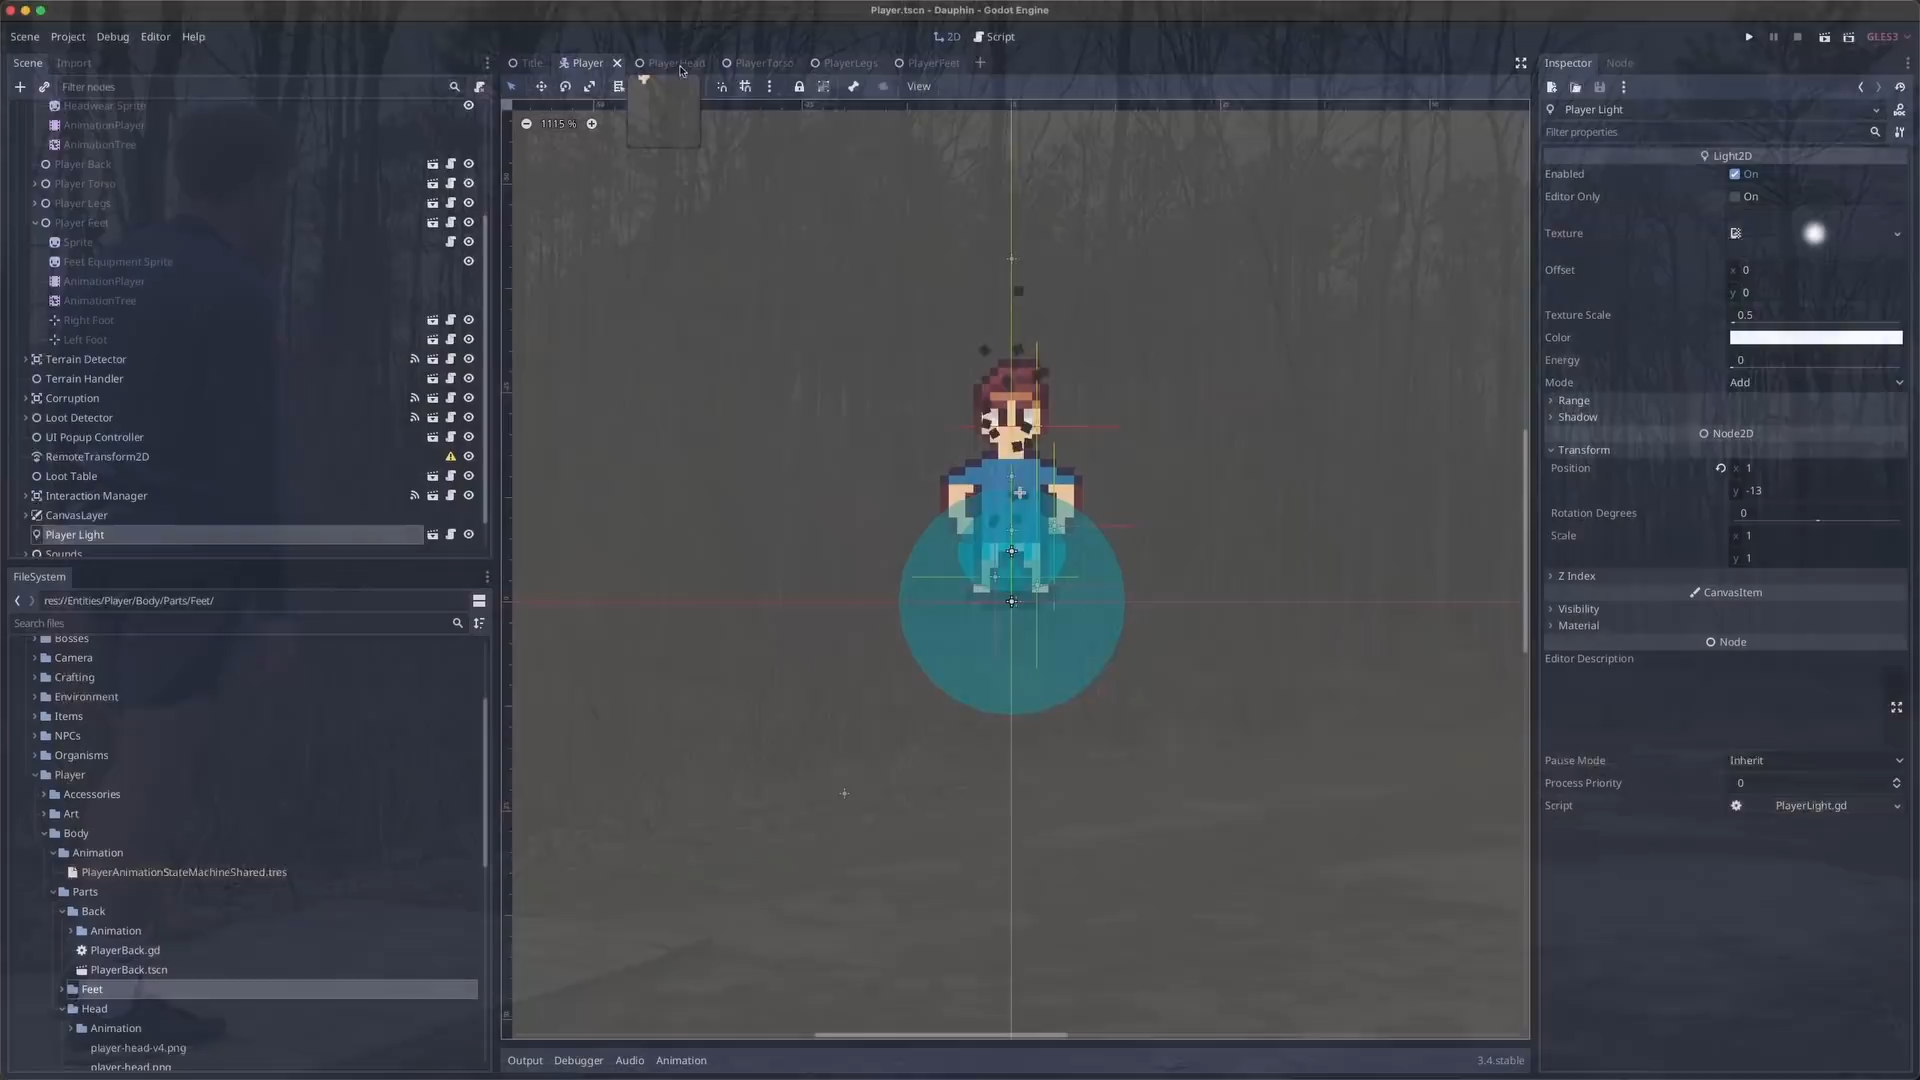 Player.tscn - Dauphin - Godot Engine
Scene Project Debug Editor Help
2D Script
GLES3
Scene Import
Filter nodes
Headwear Sprite
AnimationPlayer
AnimationTree
Player Back
Player Torso
Player Legs
Player Feet
Sprite
Feet Equipment Sprite
AnimationPlayer
AnimationTree
Right Foot
Left Foot
Terrain Detector
Terrain Handler
Corruption
Loot Detector
UI Popup Controller
RemoteTransform2D
Loot Table
Interaction Manager
CanvasLayer
Player Light
Sounds
FileSystem
res://Entities/Player/Body/Parts/Feet/
Search files
Bosses
Camera
Crafting
Environment
Items
NPCs
Organisms
Player
Accessories
Art
Body
Animation
PlayerAnimationStateMachineShared.tres
Parts
Back
Animation
PlayerBack.gd
PlayerBack.tscn
Feet
Head
Animation
player-head-v4.png
player-head.png
Title Player PlayerHead PlayerTorso PlayerLegs PlayerFeet
View
1115 %
Output Debugger Audio Animation
3.4.stable
Inspector Node
Player Light
Filter properties
Light2D
Enabled On
Editor Only On
Texture
Offset x 0
y 0
Texture Scale 0.5
Color
Energy 0
Mode Add
Range
Shadow
Node2D
Transform
Position x 1
y -13
Rotation Degrees 0
Scale x 1
y 1
Z Index
CanvasItem
Visibility
Material
Node
Editor Description
Pause Mode Inherit
Process Priority 0
Script PlayerLight.gd